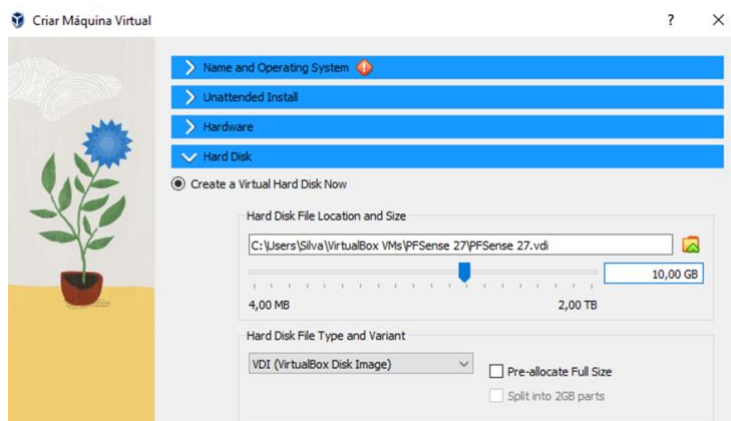 Criar Máquina Virtual ? ×
Name and Operating System
Unattended Install
Hardware
Hard Disk
Create a Virtual Hard Disk Now
Hard Disk File Location and Size
C:\Users\Silva\VirtualBox VMs\PFSense 27\PFSense 27.vdi
10,00 GB
4,00 MB 2,00 TB
Hard Disk File Type and Variant
VDI (VirtualBox Disk Image)
Pre-allocate Full Size
Split into 2GB parts